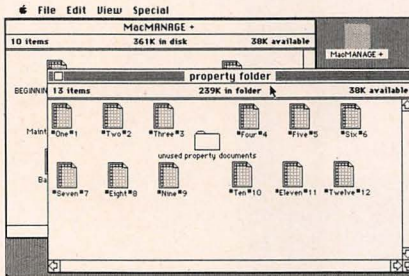 File Edit View Special
MacMANAGE +
10 items 361K in disk 38K available
MacMANAGE +
property folder
13 items 239K in folder 38K available
BEGINNIN
Maint
Ba
"One"1 "Two"2 "Three"3 "Four"4 "Five"5 "Six"6
unused property documents
"Seven"7 "Eight"8 "Nine"9 "Ten"10 "Eleven"11 "Twelve"12